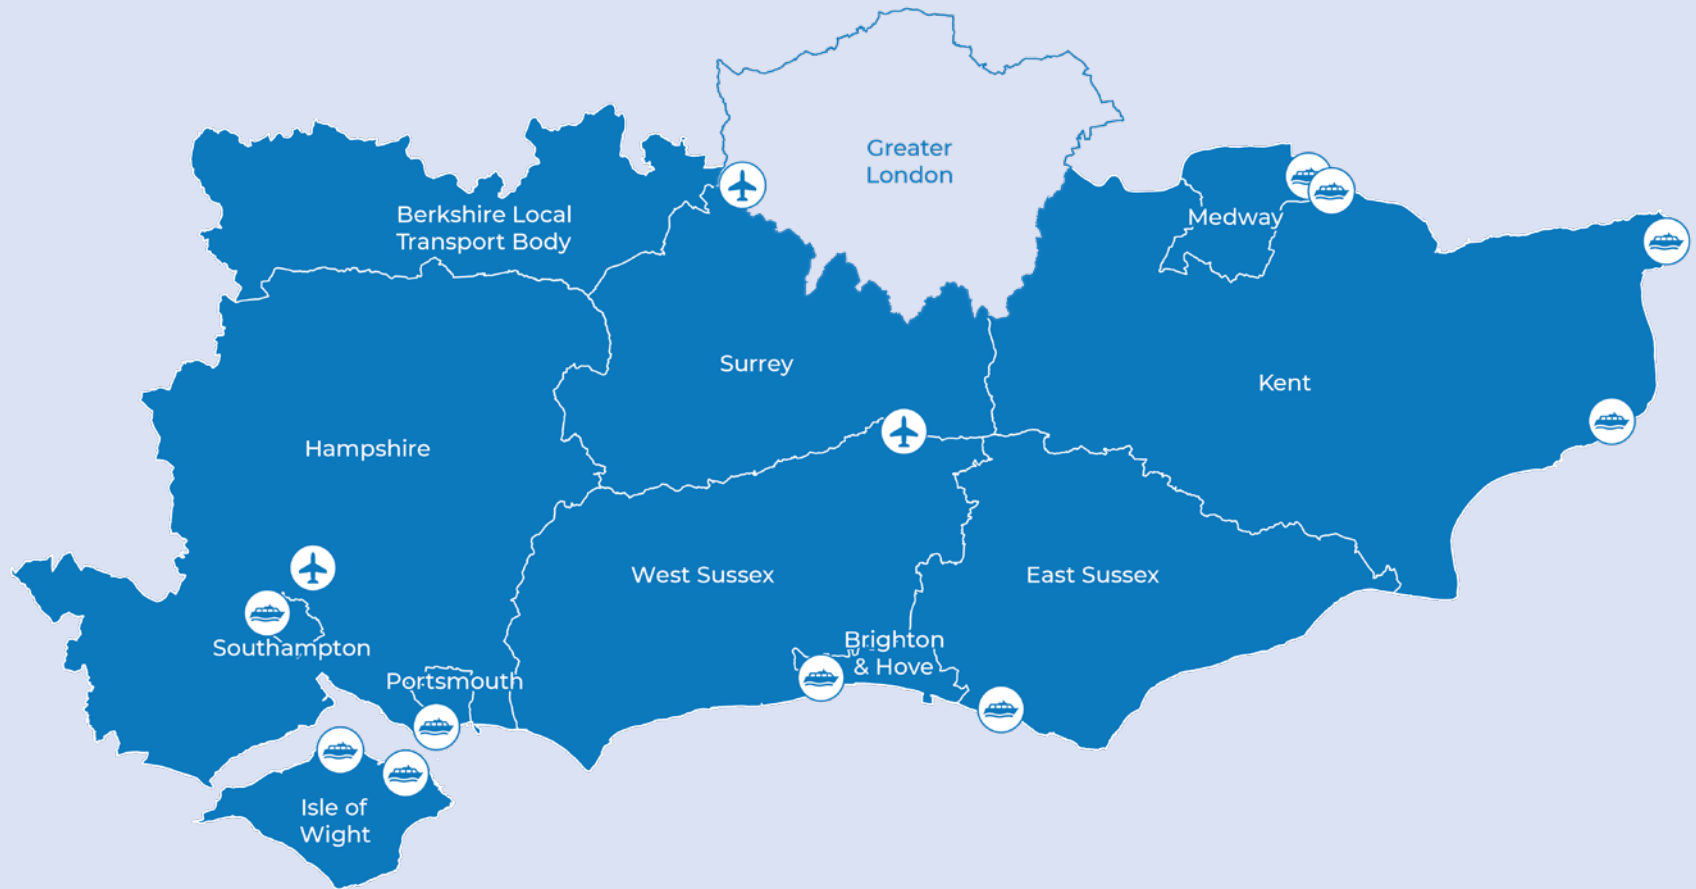 Greater
London
Berkshire Local
Transport Body
Medway
Surrey
Kent
Hampshire
West Sussex
East Sussex
Brighton
& Hove
Southampton
Portsmouth
Isle of
Wight